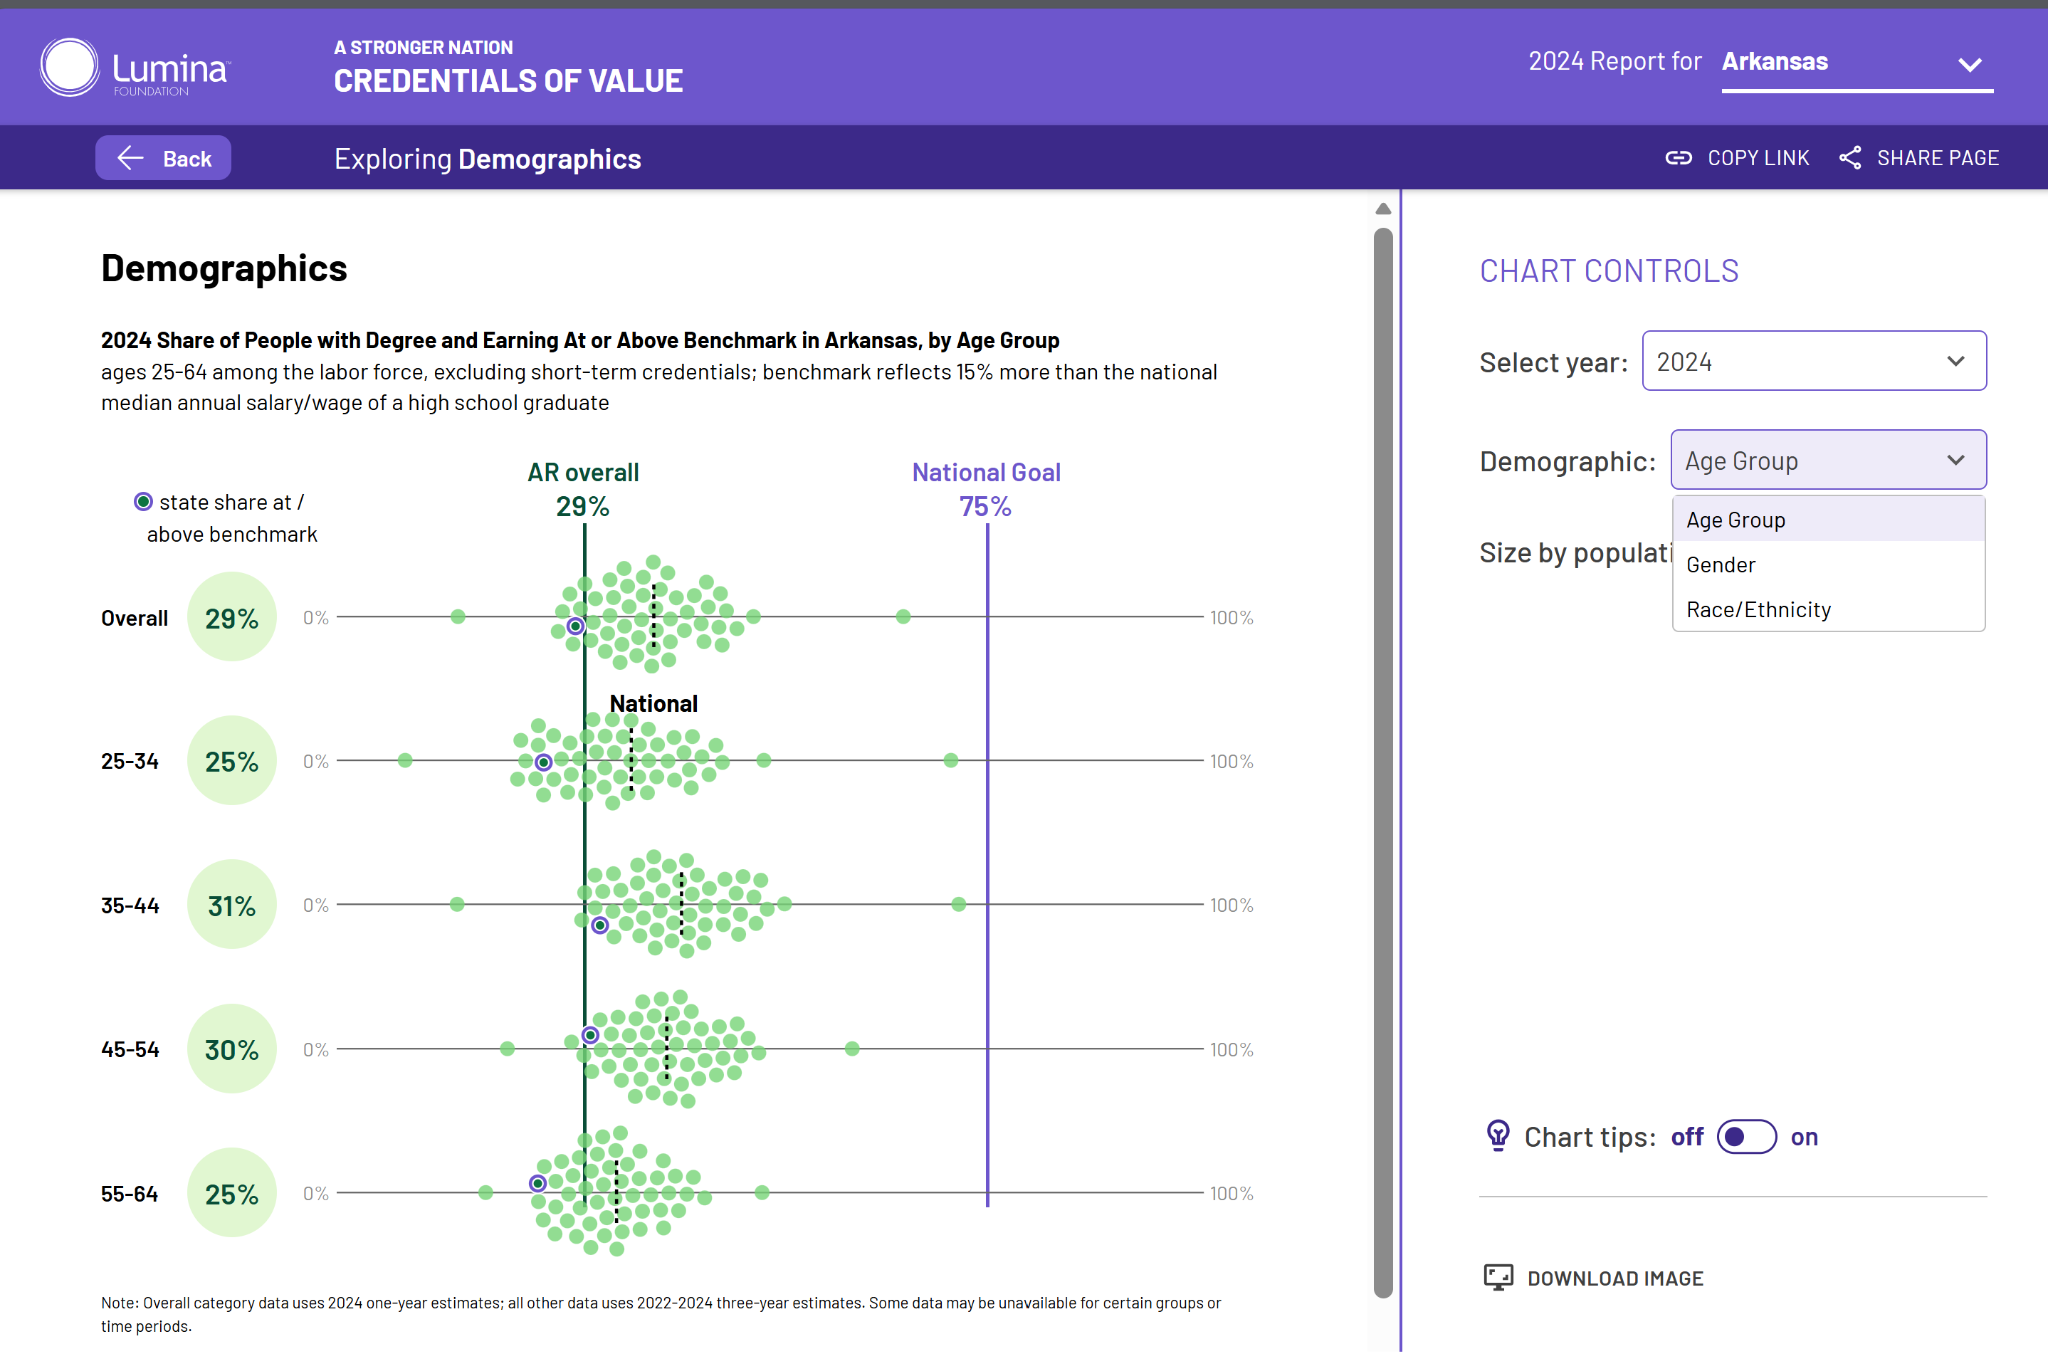 Lumina
FOUNDATION
A STRONGER NATION
CREDENTIALS OF VALUE
2024 Report for Arkansas
Back
Exploring Demographics
COPY LINK
SHARE PAGE
Demographics
2024 Share of People with Degree and Earning At or Above Benchmark in Arkansas, by Age Group
ages 25-64 among the labor force, excluding short-term credentials; benchmark reflects 15% more than the national
median annual salary/wage of a high school graduate
state share at /
above benchmark
AR overall
29%
National Goal
75%
Overall 29% 0% 100%
National
25-34 25% 0% 100%
35-44 31% 0% 100%
45-54 30% 0% 100%
55-64 25% 0% 100%
Note: Overall category data uses 2024 one-year estimates; all other data uses 2022-2024 three-year estimates. Some data may be unavailable for certain groups or
time periods.
CHART CONTROLS
Select year: 2024
Demographic: Age Group
Age Group
Gender
Race/Ethnicity
Size by populati
Chart tips: off on
DOWNLOAD IMAGE